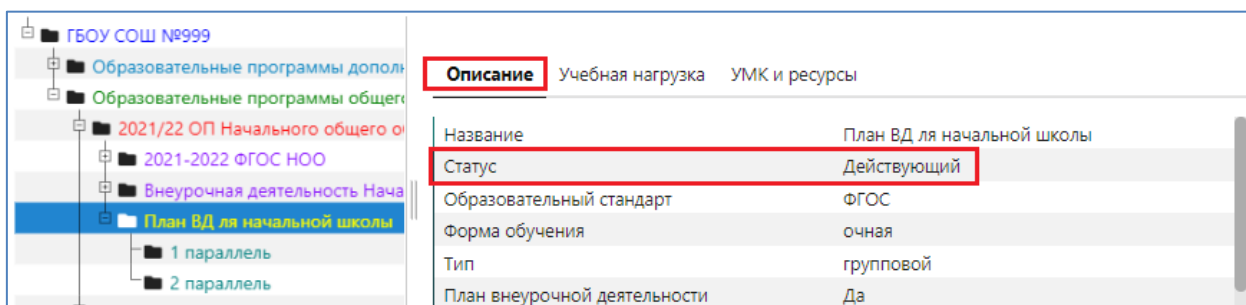 ГБОУ СОШ №999
Образовательные программы дополн
Образовательные программы общего
2021/22 ОП Начального общего о
2021-2022 ФГОС НОО
Внеурочная деятельность Нача
План ВД ля начальной школы
1 параллель
2 параллель
Описание Учебная нагрузка УМК и ресурсы
Название План ВД ля начальной школы
Статус Действующий
Образовательный стандарт ФГОС
Форма обучения очная
Тип групповой
План внеурочной деятельности Да